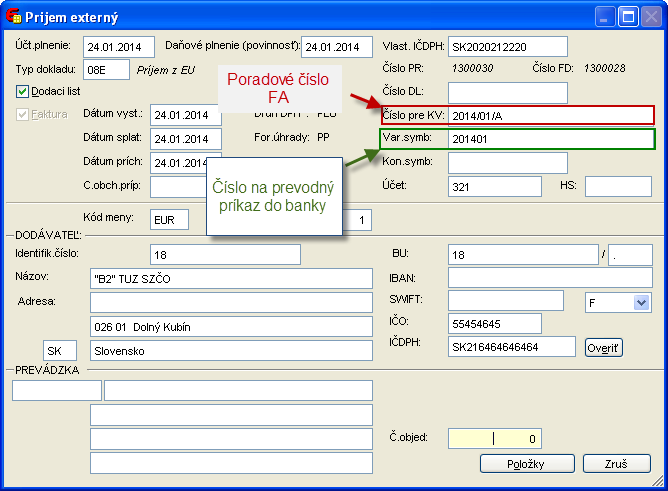 Prijem externý
Účt.plnenie: 24.01.2014 Daňové plnenie (povinnosť): 24.01.2014 Vlast. IČDPH: SK2020212220
Typ dokladu: 08E Príjem z EU Číslo PR: 1300030 Číslo FD: 1300028
Dodací list Číslo DL:
Poradové číslo
FA
Faktura Dátum vyst.: 24.01.2014 Číslo pre KV: 2014/01/A
Dátum splat: 24.01.2014 For.úhrady: PP Var.symb: 201401
Dátum prích: 24.01.2014 Kon.symb:
C.obch.príp: Účet: 321 HS:
Číslo na prevodný
príkaz do banky
Kód meny: EUR 1
DODÁVATEĽ:
Identifik.číslo: 18 BU: 18 / .
Názov: "B2" TUZ SZČO IBAN:
Adresa: SWIFT: F
026 01 Dolný Kubín IČO: 55454645
SK Slovensko IČDPH: SK216464646464 Overiť
PREVÁDZKA
Č.objed: 0
Položky Zruš